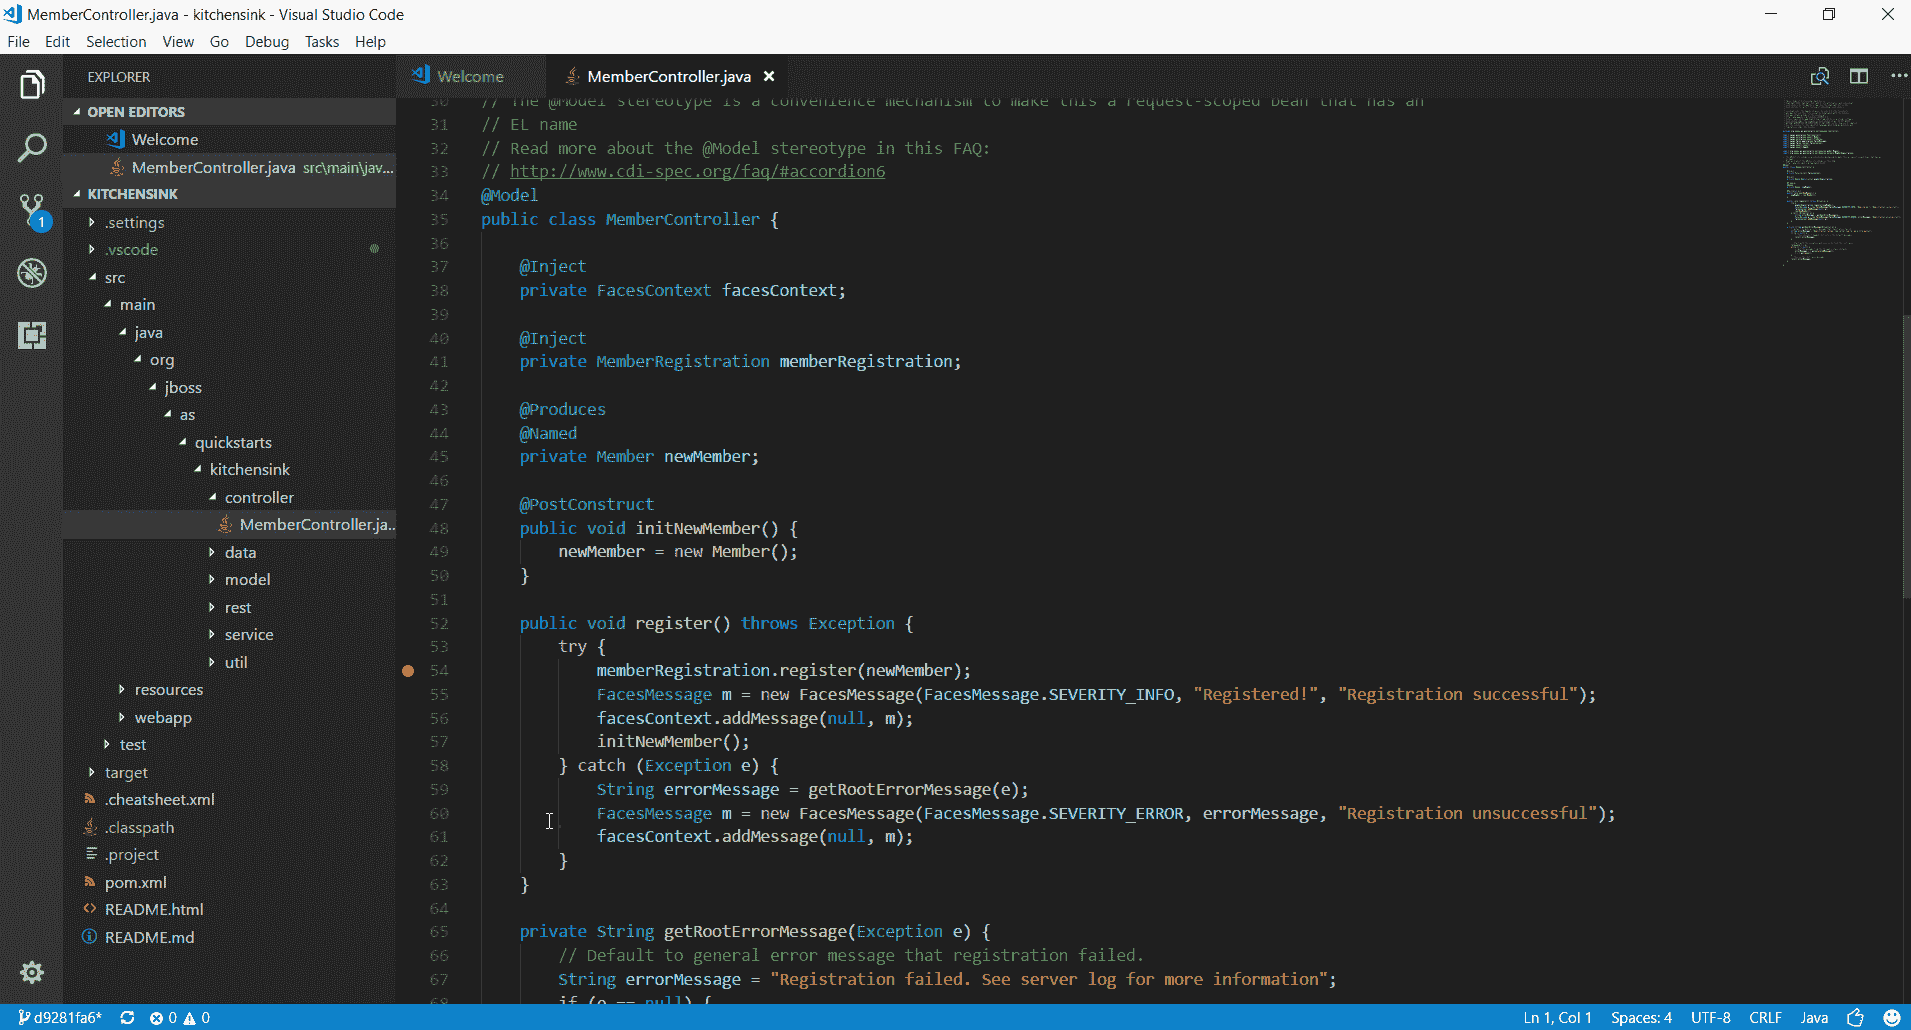 MemberController.java - kitchensink - Visual Studio Code
File Edit Selection View Go Debug Tasks Help
EXPLORER
OPEN EDITORS
Welcome
MemberController.java src\main\jav...
KITCHENSINK
.settings
.vscode
src
main
java
org
jboss
as
quickstarts
kitchensink
controller
MemberController.ja...
data
model
rest
service
util
resources
webapp
test
target
.cheatsheet.xml
.classpath
.project
pom.xml
README.html
README.md
1
Welcome
MemberController.java
30 // The @Model stereotype is a convenience mechanism to make this a request-scoped bean that has an
31 // EL name
32 // Read more about the @Model stereotype in this FAQ:
33 // http://www.cdi-spec.org/faq/#accordion6
34 @Model
35 public class MemberController {
36
37 @Inject
38 private FacesContext facesContext;
39
40 @Inject
41 private MemberRegistration memberRegistration;
42
43 @Produces
44 @Named
45 private Member newMember;
46
47 @PostConstruct
48 public void initNewMember() {
49 newMember = new Member();
50 }
51
52 public void register() throws Exception {
53 try {
54 memberRegistration.register(newMember);
55 FacesMessage m = new FacesMessage(FacesMessage.SEVERITY_INFO, "Registered!", "Registration successful");
56 facesContext.addMessage(null, m);
57 initNewMember();
58 } catch (Exception e) {
59 String errorMessage = getRootErrorMessage(e);
60 FacesMessage m = new FacesMessage(FacesMessage.SEVERITY_ERROR, errorMessage, "Registration unsuccessful");
61 facesContext.addMessage(null, m);
62 }
63 }
64
65 private String getRootErrorMessage(Exception e) {
66 // Default to general error message that registration failed.
67 String errorMessage = "Registration failed. See server log for more information";
68 if (e == null) {
d9281fa6* 0 0 Ln 1, Col 1 Spaces: 4 UTF-8 CRLF Java